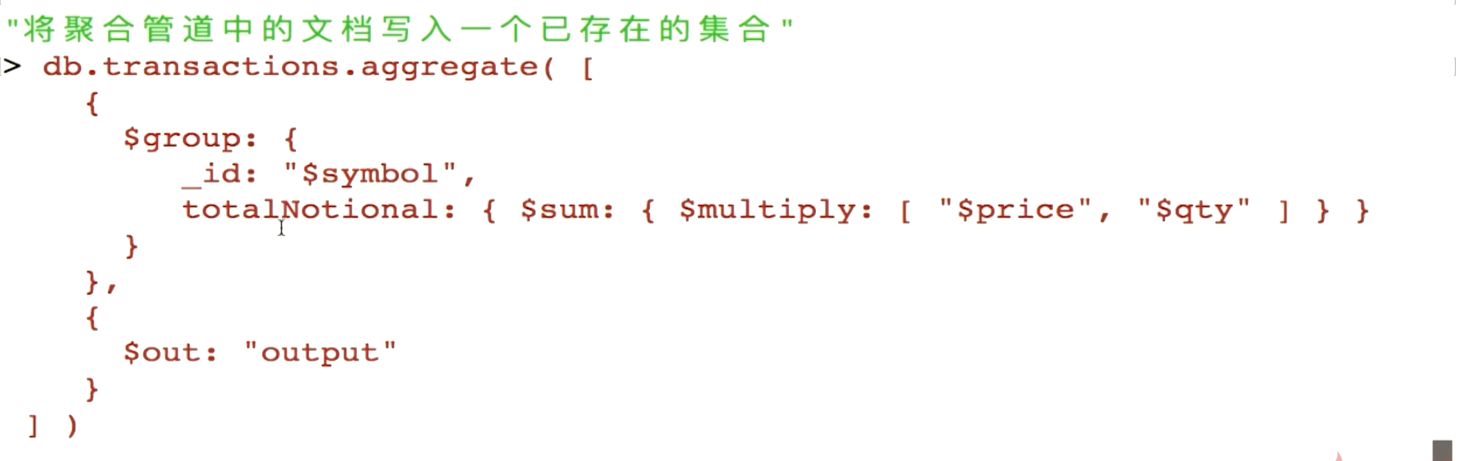 "将聚合管道中的文档写入一个已存在的集合"
> db.transactions.aggregate( [
{
$group: {
_id: "$symbol",
totalNotional: { $sum: { $multiply: [ "$price", "$qty" ] } }
}
},
{
$out: "output"
}
] )